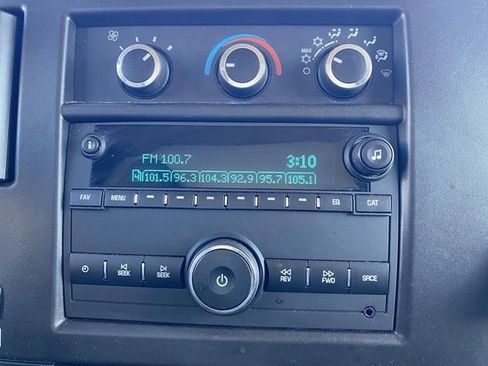 MAX
FM 100.7 3:10
101.5 96.3 104.3 92.9 95.7 105.1
FAV MENU EQ CAT
SEEK SEEK REV FWD SRCE